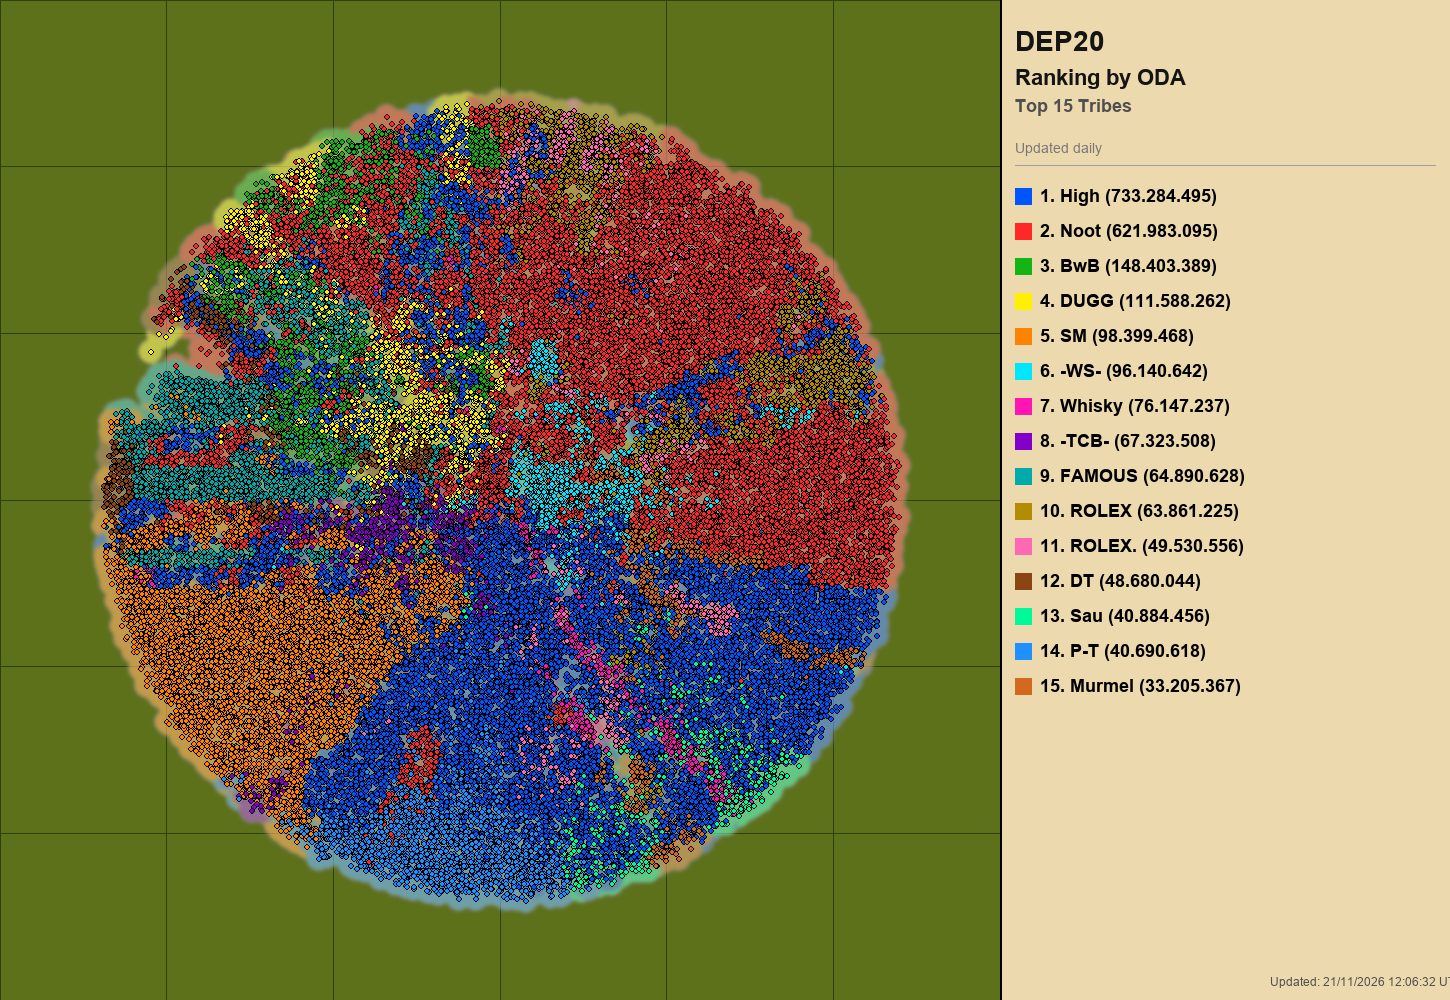 DEP20
Ranking by ODA
Top 15 Tribes
Updated daily
1. High (733.284.495)
2. Noot (621.983.095)
3. BwB (148.403.389)
4. DUGG (111.588.262)
5. SM (98.399.468)
6. -WS- (96.140.642)
7. Whisky (76.147.237)
8. -TCB- (67.323.508)
9. FAMOUS (64.890.628)
10. ROLEX (63.861.225)
11. ROLEX. (49.530.556)
12. DT (48.680.044)
13. Sau (40.884.456)
14. P-T (40.690.618)
15. Murmel (33.205.367)
Updated: 21/11/2026 12:06:32